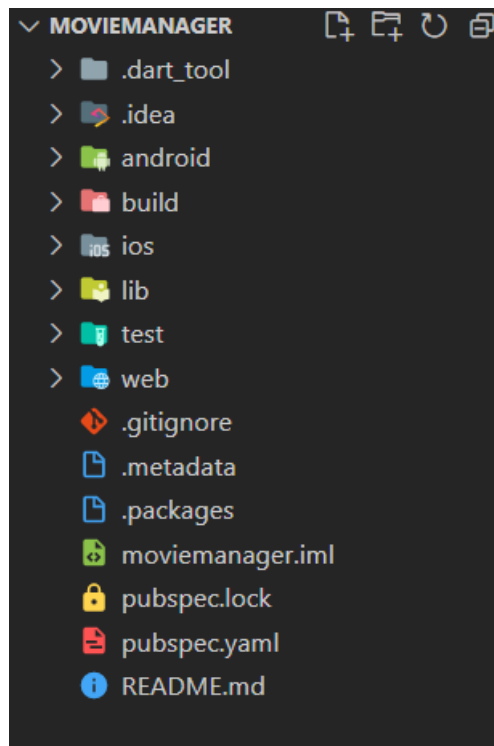 MOVIEMANAGER
.dart_tool
.idea
android
build
ios
lib
test
web
.gitignore
.metadata
.packages
moviemanager.iml
pubspec.lock
pubspec.yaml
README.md